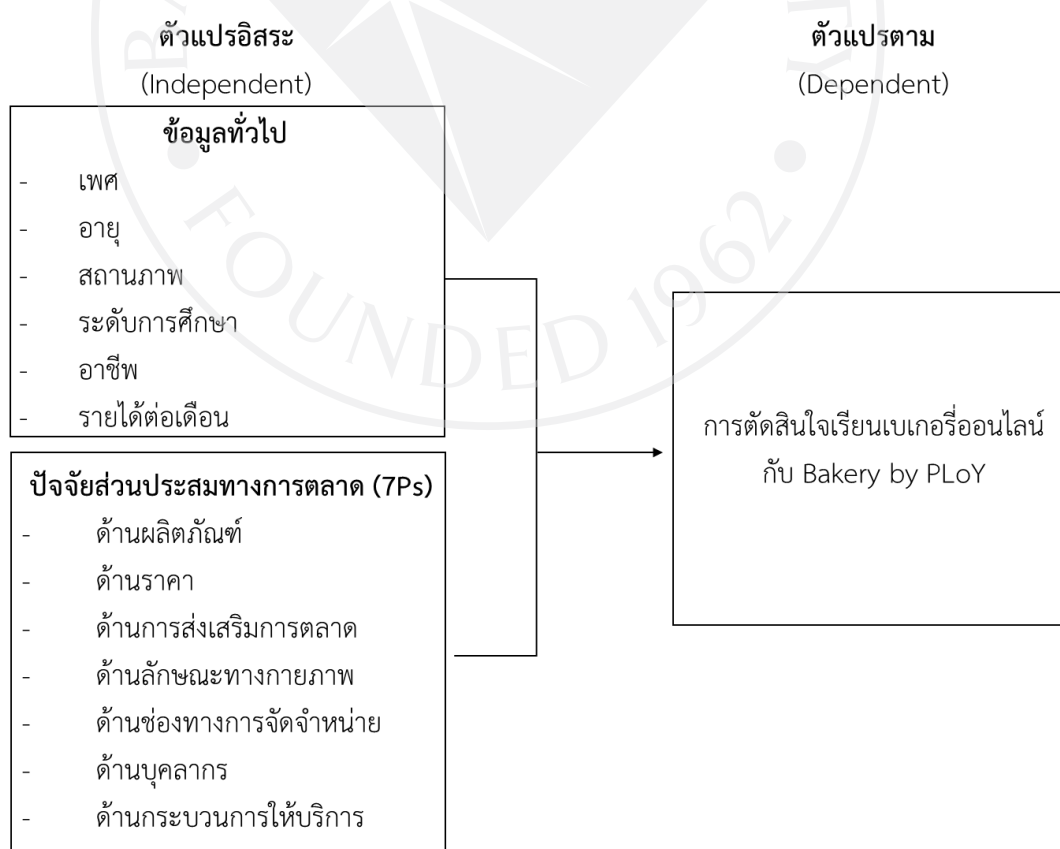 ตัวแปรอิสระ
(Independent)
ข้อมูลทั่วไป
- เพศ
- อายุ
- สถานภาพ
- ระดับการศึกษา
- อาชีพ
- รายได้ต่อเดือน
ปัจจัยส่วนประสมทางการตลาด (7Ps)
- ด้านผลิตภัณฑ์
- ด้านราคา
- ด้านการส่งเสริมการตลาด
- ด้านลักษณะทางกายภาพ
- ด้านช่องทางการจัดจำหน่าย
- ด้านบุคลากร
- ด้านกระบวนการให้บริการ
ตัวแปรตาม
(Dependent)
การตัดสินใจเรียนเบเกอรี่ออนไลน์
กับ Bakery by PLoY
FOUNDED 1962